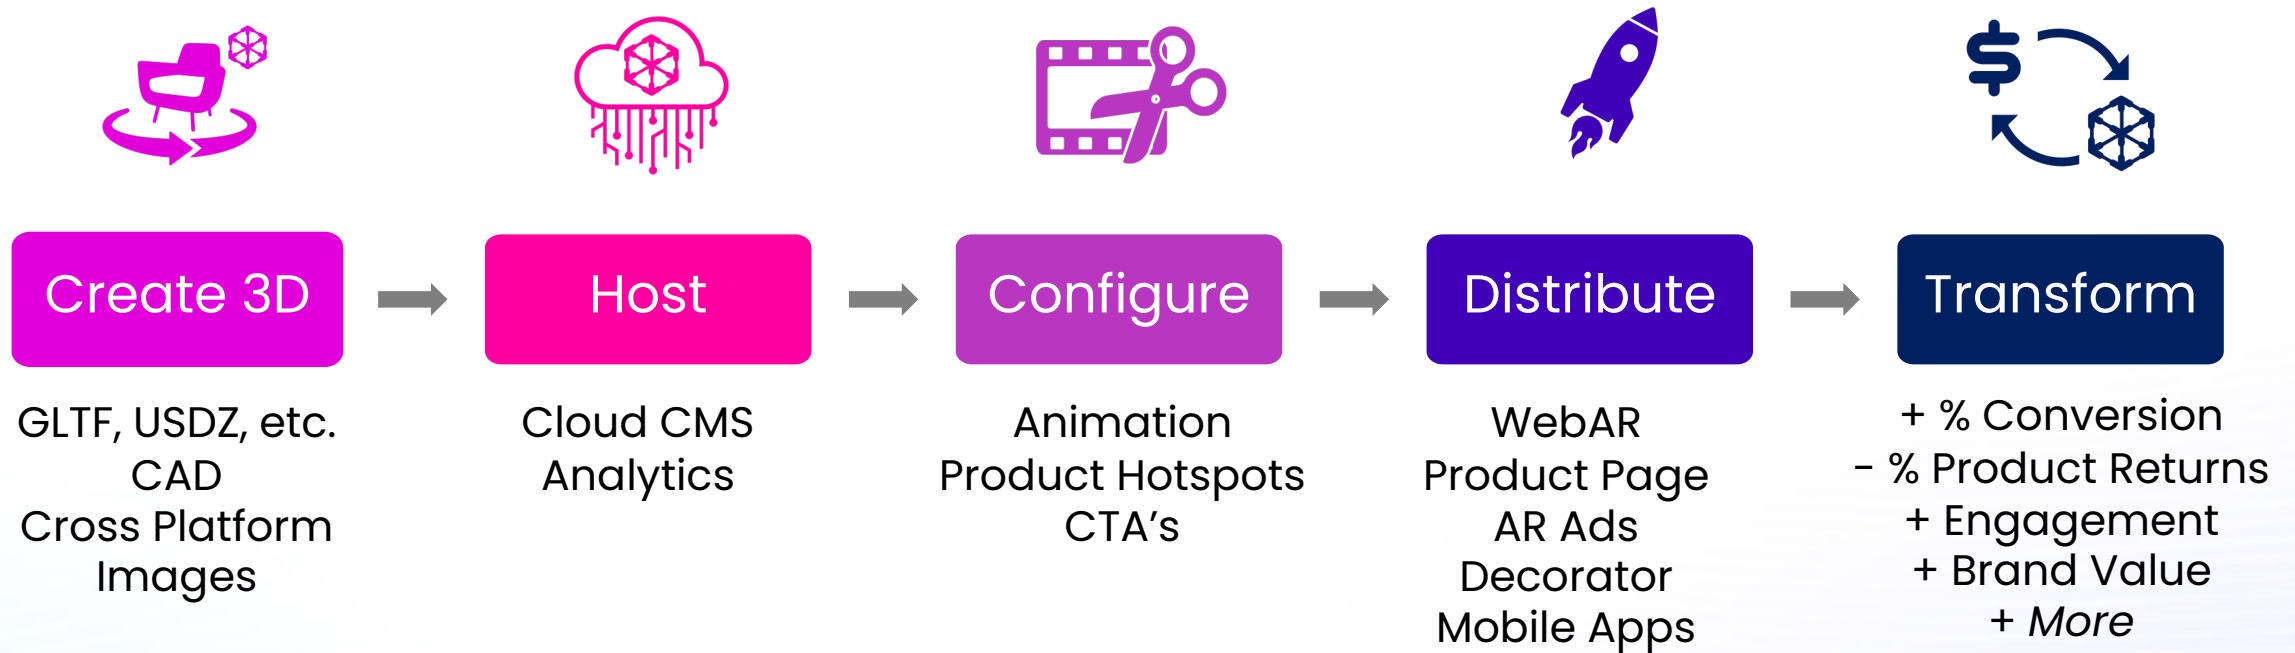 Create 3D
GLTF, USDZ, etc.
CAD
Cross Platform
Images
Host
Cloud CMS
Analytics
Configure
Animation
Product Hotspots
CTA’s
Distribute
WebAR
Product Page
AR Ads
Decorator
Mobile Apps
$
Transform
+ % Conversion
- % Product Returns
+ Engagement
+ Brand Value
+ More